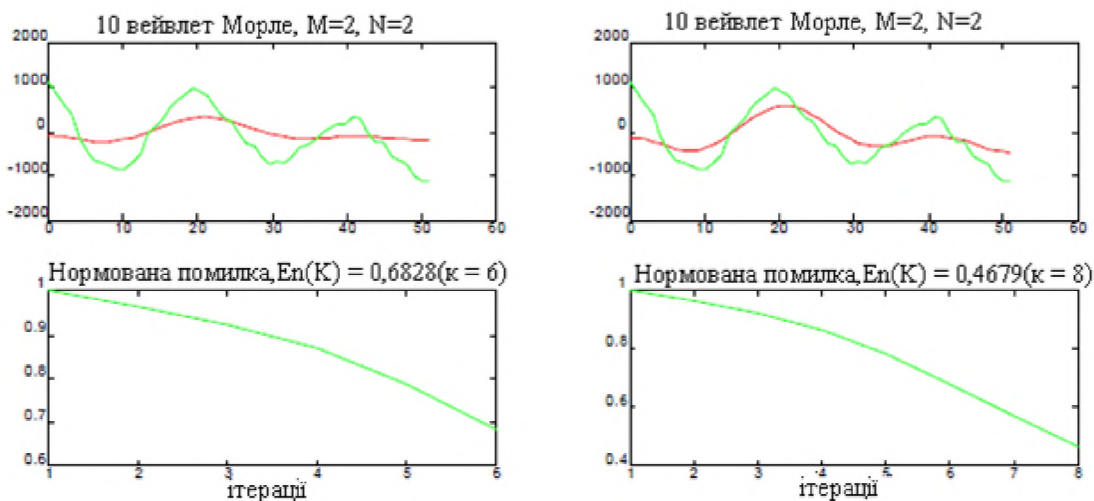 10 вейвлет Морле, M=2, N=2
2000
1000
0
-1000
-2000
0 10 20 30 40 50 60
Нормована помилка,En(K) = 0,6828(к = 6)
1
0.9
0.8
0.7
0.6
1 2 3 4 5 6
ітерації
10 вейвлет Морле, M=2, N=2
2000
1000
0
-1000
-2000
0 10 20 30 40 50 60
Нормована помилка,En(K) = 0,4679(к = 8)
1
0.8
0.6
0.4
1 2 3 4 5 6 7 8
ітерації